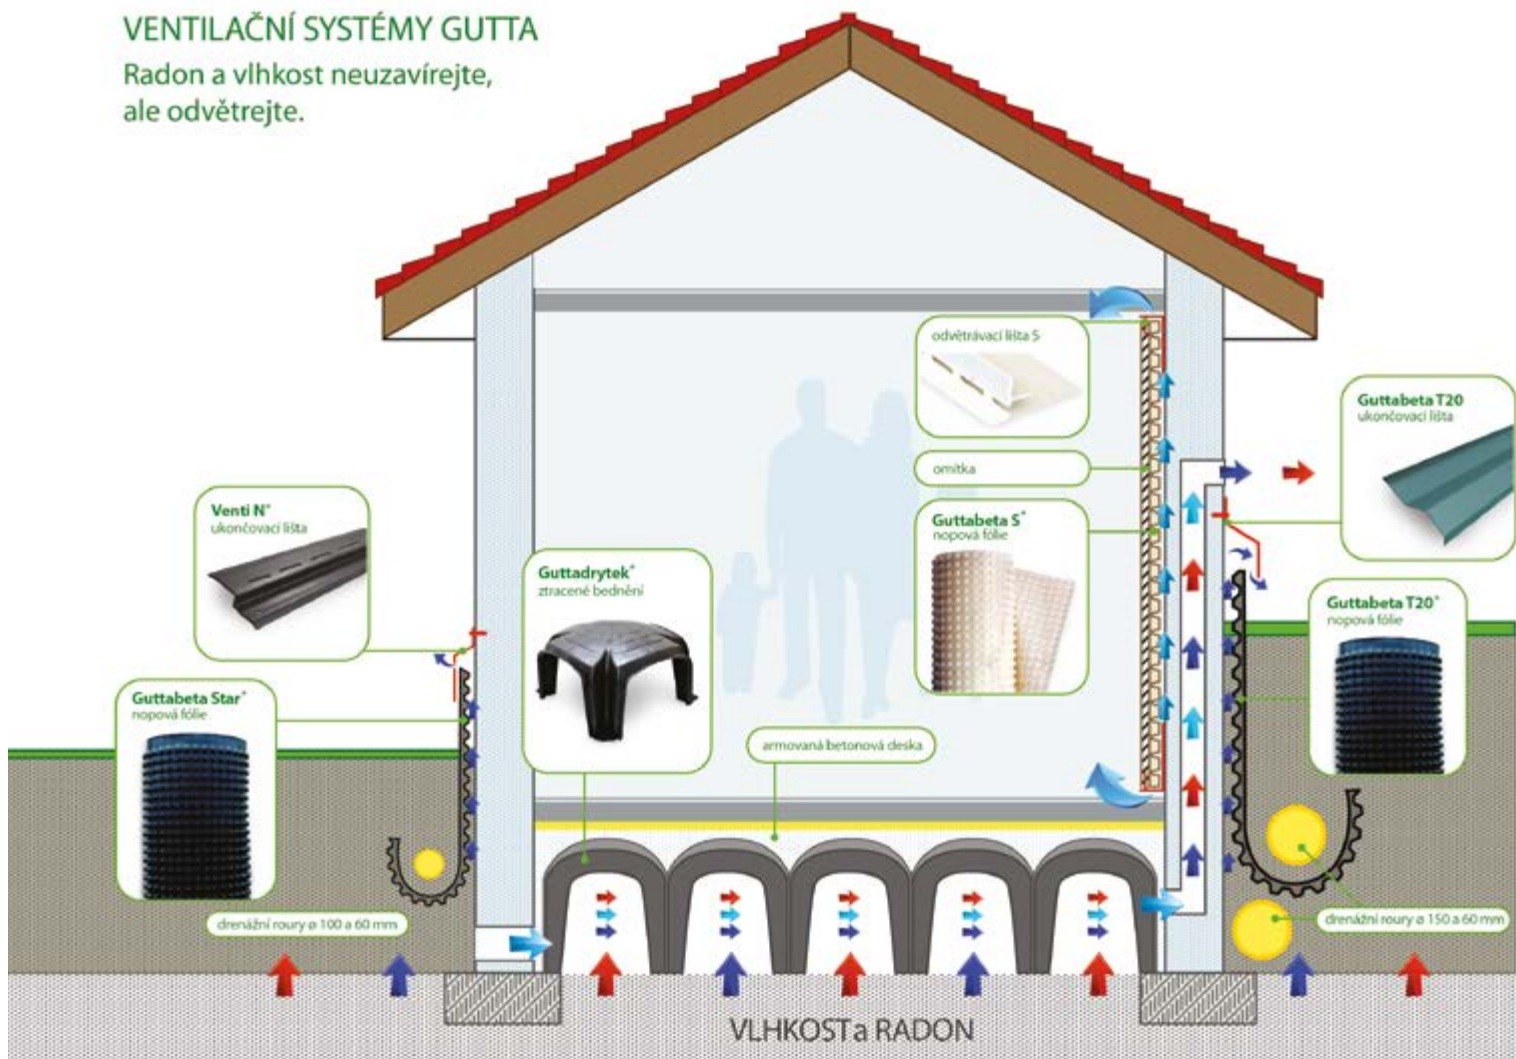 VENTILAČNÍ SYSTÉMY GUTTA
Radon a vlhkost neuzavírejte,
ale odvětrejte.
odvětrávací lišta S
Guttabeta T20
ukončovací lišta
omítka
Venti N°
ukončovací lišta
Guttabeta S°
nopová fólie
Guttadrytek°
ztracené bednění
Guttabeta T20°
nopová fólie
Guttabeta Star°
nopová fólie
armovaná betonová deska
drenážní roury ø 100 a 60 mm
drenážní roury ø 150 a 60 mm
VLHKOST a RADON